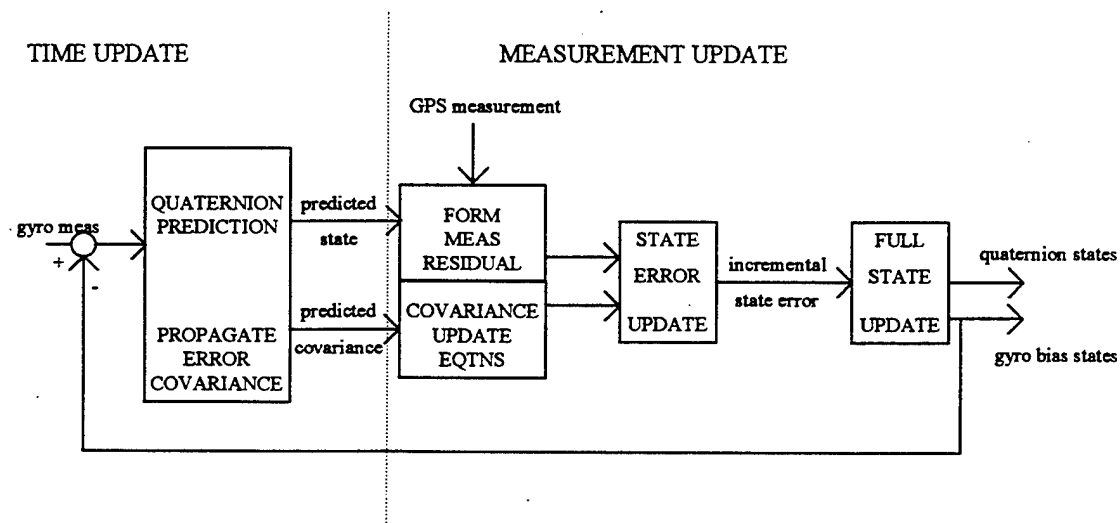 TIME UPDATE
MEASUREMENT UPDATE
GPS measurement
gyro meas
+
-
QUATERNION
PREDICTION
PROPAGATE
ERROR
COVARIANCE
predicted
state
predicted
covariance
FORM
MEAS
RESIDUAL
COVARIANCE
UPDATE
EQTNS
STATE
ERROR
UPDATE
incremental
state error
FULL
STATE
UPDATE
quaternion states
gyro bias states